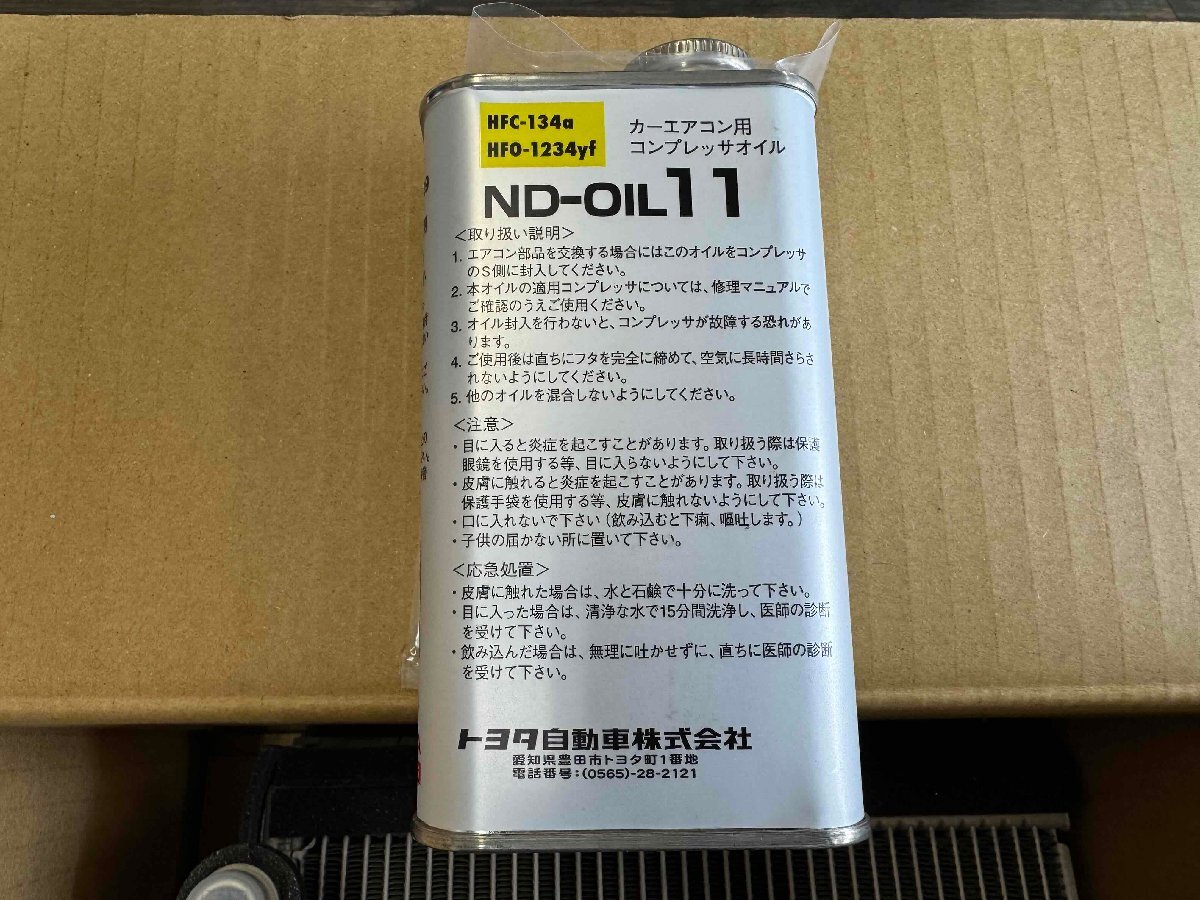 HFC-134a
HFO-1234yf
カーエアコン用
コンプレッサオイル
ND-OIL11
<取り扱い説明>
1. エアコン部品を交換する場合にはこのオイルをコンプレッサ
のS側に封入してください。
2. 本オイルの適用コンプレッサについては、修理マニュアルで
ご確認のうえご使用ください。
3. オイル封入を行わないと、コンプレッサが故障する恐れがあ
ります。
4. ご使用後は直ちにフタを完全に締めて、空気に長時間さらさ
れないようにしてください。
5. 他のオイルを混合しないようにしてください。
<注意>
・目に入ると炎症を起こすことがあります。取り扱う際は保護
眼鏡を使用する等、目に入らないようにして下さい。
・皮膚に触れると炎症を起こすことがあります。取り扱う際は
保護手袋を使用する等、皮膚に触れないようにして下さい。
・口に入れないで下さい(飲み込むと下痢、嘔吐します。)
・子供の届かない所に置いて下さい。
<応急処置>
・皮膚に触れた場合は、水と石鹸で十分に洗って下さい。
・目に入った場合は、清浄な水で15分間洗浄し、医師の診断
を受けて下さい。
・飲み込んだ場合は、無理に吐かせずに、直ちに医師の診断
を受けて下さい。
トヨタ自動車株式会社
愛知県豊田市トヨタ町1番地
電話番号:(0565)-28-2121